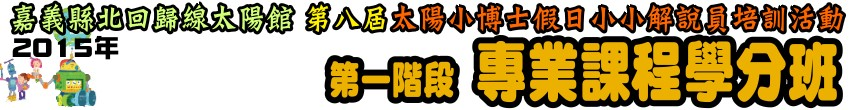 嘉義縣北回歸線太陽館 第八屆太陽小博士假日小小解說員培訓活動
2015年
第一階段 專業課程學分班